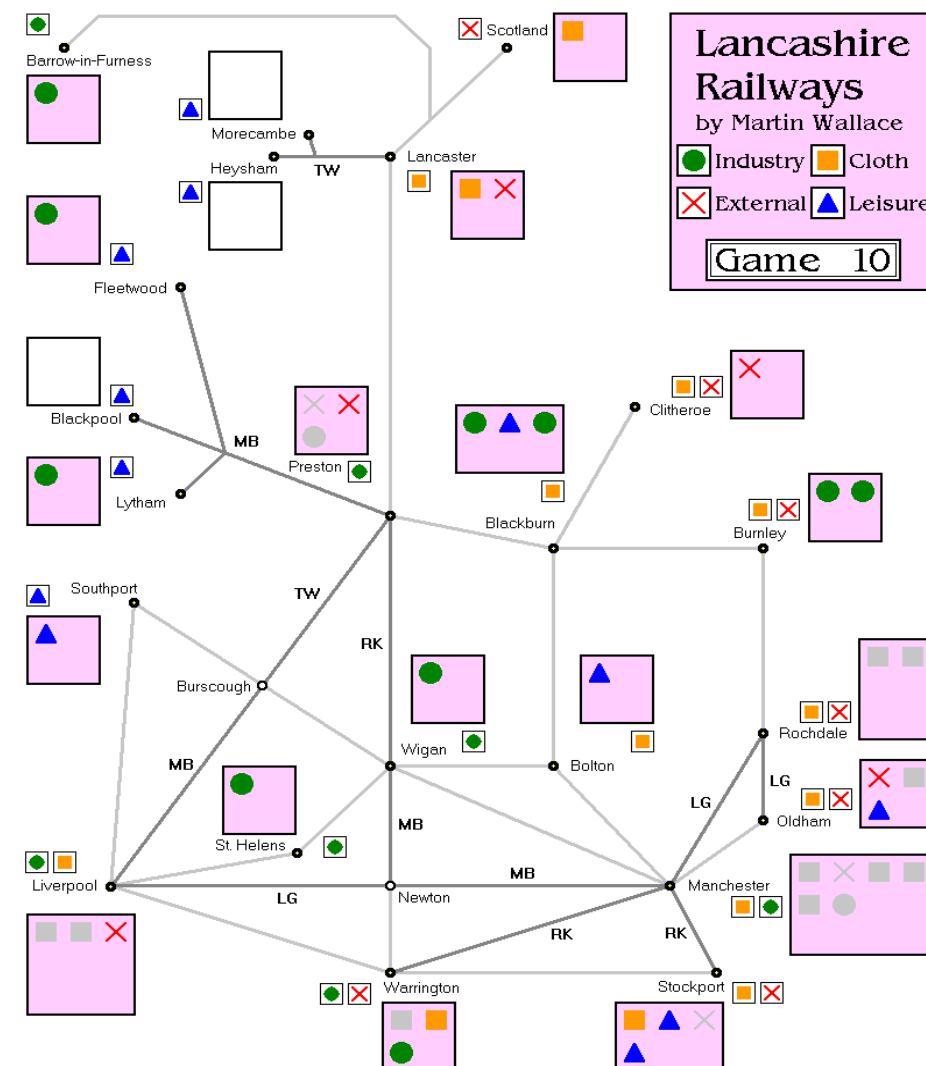 Scotland
Lancashire
Railways
by Martin Wallace
Industry Cloth
External Leisure
Game 10
Barrow-in-Furness
Morecambe
Heysham
TW
Lancaster
Fleetwood
Blackpool
MB
Preston
Lytham
Clitheroe
Blackburn
Burnley
Southport
TW
RK
Burscough
Wigan
Bolton
Rochdale
MB
LG
LG
St. Helens
MB
Oldham
Liverpool
LG
Newton
MB
Manchester
RK
RK
Warrington
Stockport